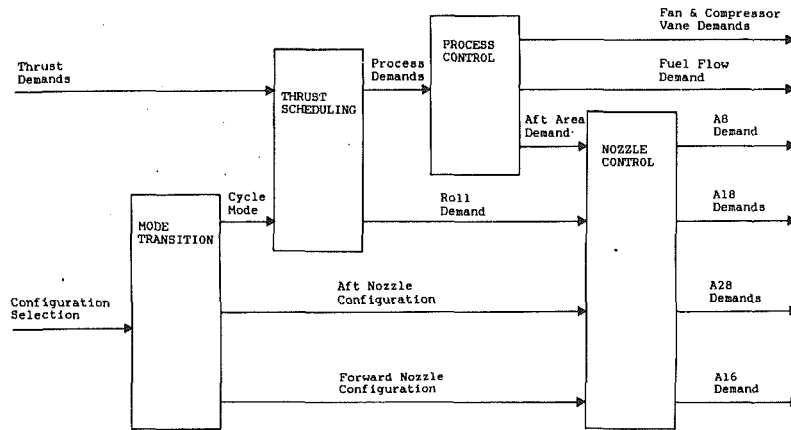 Fan & Compressor
Vane Demands
PROCESS
CONTROL
Thrust
Demands
Process
Demands
Fuel Flow
Demand
THRUST
SCHEDULING
Aft Area
Demand
A8
Demand
NOZZLE
CONTROL
Cycle
Mode
Roll
Demand
A18
Demands
MODE
TRANSITION
Aft Nozzle
Configuration
A28
Demands
Configuration
Selection
Forward Nozzle
Configuration
A16
Demand